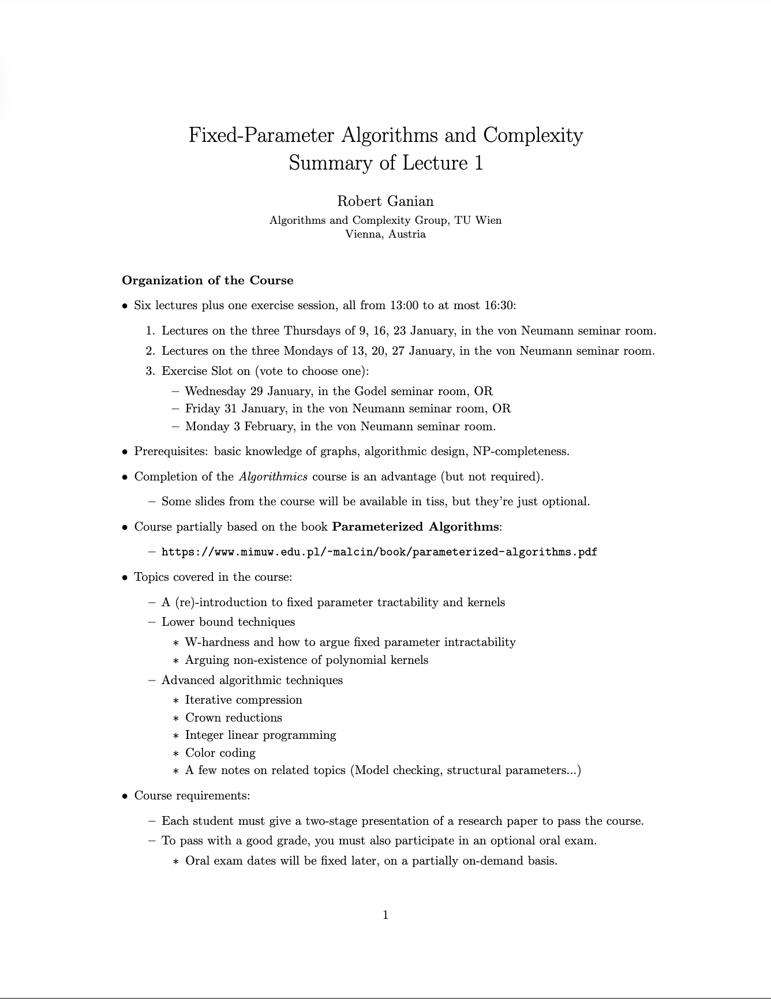 Fixed-Parameter Algorithms and Complexity
Summary of Lecture 1
Robert Ganian
Algorithms and Complexity Group, TU Wien
Vienna, Austria
Organization of the Course
• Six lectures plus one exercise session, all from 13:00 to at most 16:30:
1. Lectures on the three Thursdays of 9, 16, 23 January, in the von Neumann seminar room.
2. Lectures on the three Mondays of 13, 20, 27 January, in the von Neumann seminar room.
3. Exercise Slot on (vote to choose one):
– Wednesday 29 January, in the Godel seminar room, OR
– Friday 31 January, in the von Neumann seminar room, OR
– Monday 3 February, in the von Neumann seminar room.
• Prerequisites: basic knowledge of graphs, algorithmic design, NP-completeness.
• Completion of the Algorithmics course is an advantage (but not required).
– Some slides from the course will be available in tiss, but they're just optional.
• Course partially based on the book Parameterized Algorithms:
– https://www.mimuw.edu.pl/~malcin/book/parameterized-algorithms.pdf
• Topics covered in the course:
– A (re)-introduction to fixed parameter tractability and kernels
– Lower bound techniques
∗ W-hardness and how to argue fixed parameter intractability
∗ Arguing non-existence of polynomial kernels
– Advanced algorithmic techniques
∗ Iterative compression
∗ Crown reductions
∗ Integer linear programming
∗ Color coding
∗ A few notes on related topics (Model checking, structural parameters...)
• Course requirements:
– Each student must give a two-stage presentation of a research paper to pass the course.
– To pass with a good grade, you must also participate in an optional oral exam.
∗ Oral exam dates will be fixed later, on a partially on-demand basis.
1